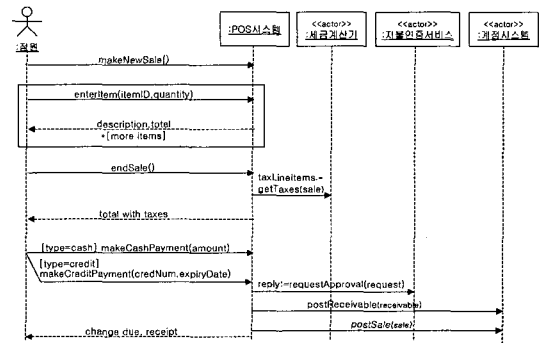 <<actor>> <<actor>> <<actor>>
:점원 :POS시스템 :세금계산기 :지불인증서비스 :계정시스템
makeNewSale()
enterItem(itemID,quantity)
description,total
*[more items]
endSale()
taxLineItems:=
getTaxes(sale)
total with taxes
[type=cash] makeCashPayment(amount)
[type=credit]
makeCreditPayment(credNum.expiryDate)
reply:=requestApproval(request)
postReceivable(receivable)
postSale(sale)
change due, receipt